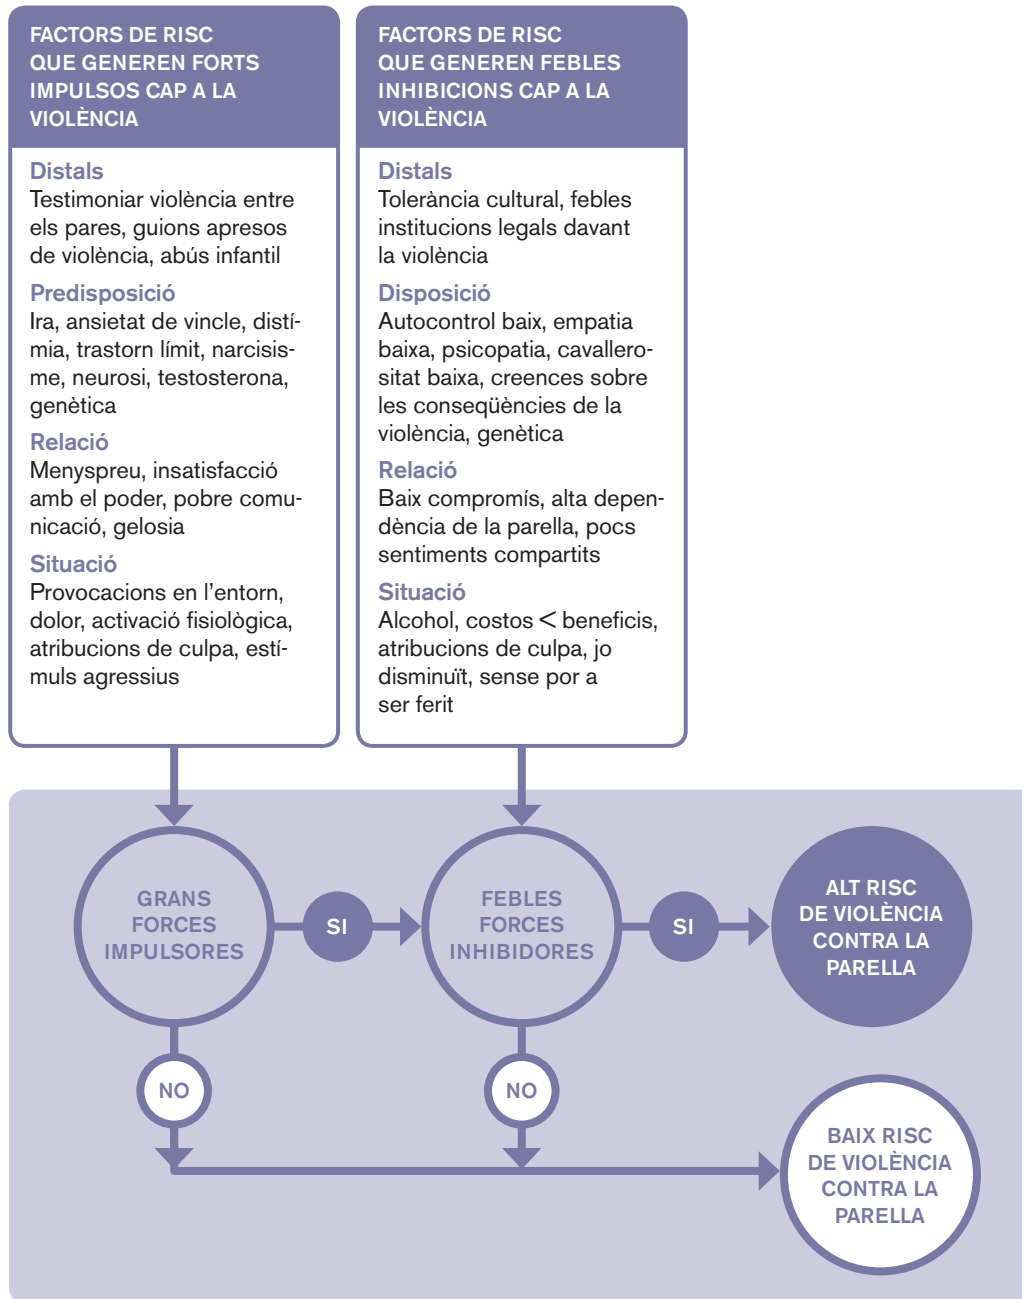 FACTORS DE RISC
QUE GENEREN FORTS
IMPULSOS CAP A LA
VIOLÈNCIA
Distals
Testimoniar violència entre
els pares, guions apresos
de violència, abús infantil
Predisposició
Ira, ansietat de vincle, distí-
mia, trastorn límit, narcisis-
me, neurosi, testosterona,
genètica
Relació
Menyspreu, insatisfacció
amb el poder, pobre comu-
nicació, gelosia
Situació
Provocacions en l'entorn,
dolor, activació fisiològica,
atribucions de culpa, estí-
muls agressius
FACTORS DE RISC
QUE GENEREN FEBLES
INHIBICIONS CAP A LA
VIOLÈNCIA
Distals
Tolerància cultural, febles
institucions legals davant
la violència
Disposició
Autocontrol baix, empatia
baixa, psicopatia, cavallero-
sitat baixa, creences sobre
les conseqüències de la
violència, genètica
Relació
Baix compromís, alta depen-
dència de la parella, pocs
sentiments compartits
Situació
Alcohol, costos < beneficis,
atribucions de culpa, jo
disminuït, sense por a
ser ferit
GRANS
FORCES
IMPULSORES
SI
FEBLES
FORCES
INHIBIDORES
SI
ALT RISC
DE VIOLÈNCIA
CONTRA LA
PARELLA
NO
NO
BAIX RISC
DE VIOLÈNCIA
CONTRA LA
PARELLA